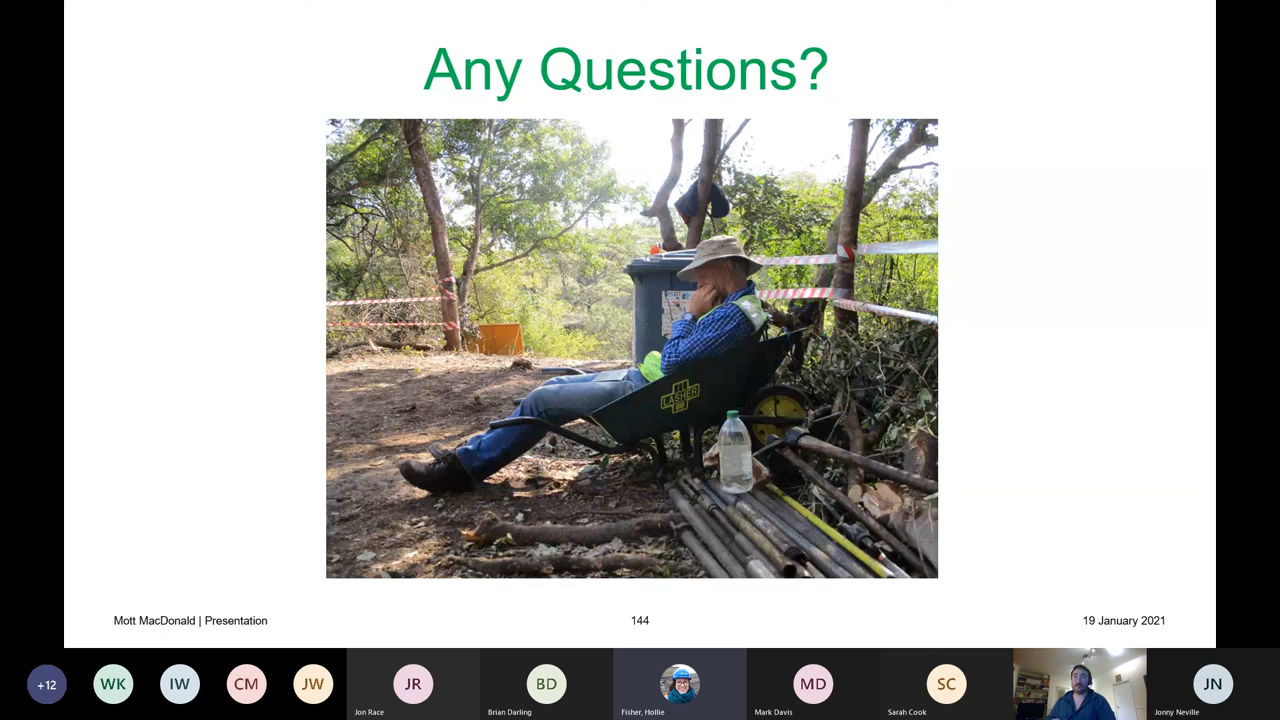 Any Questions?
LASHER
Mott MacDonald | Presentation
144
19 January 2021
+12
WK
IW
CM
JW
JR
Jon Race
BD
Brian Darling
Fisher, Hollie
MD
Mark Davis
SC
Sarah Cook
JN
Jonny Neville